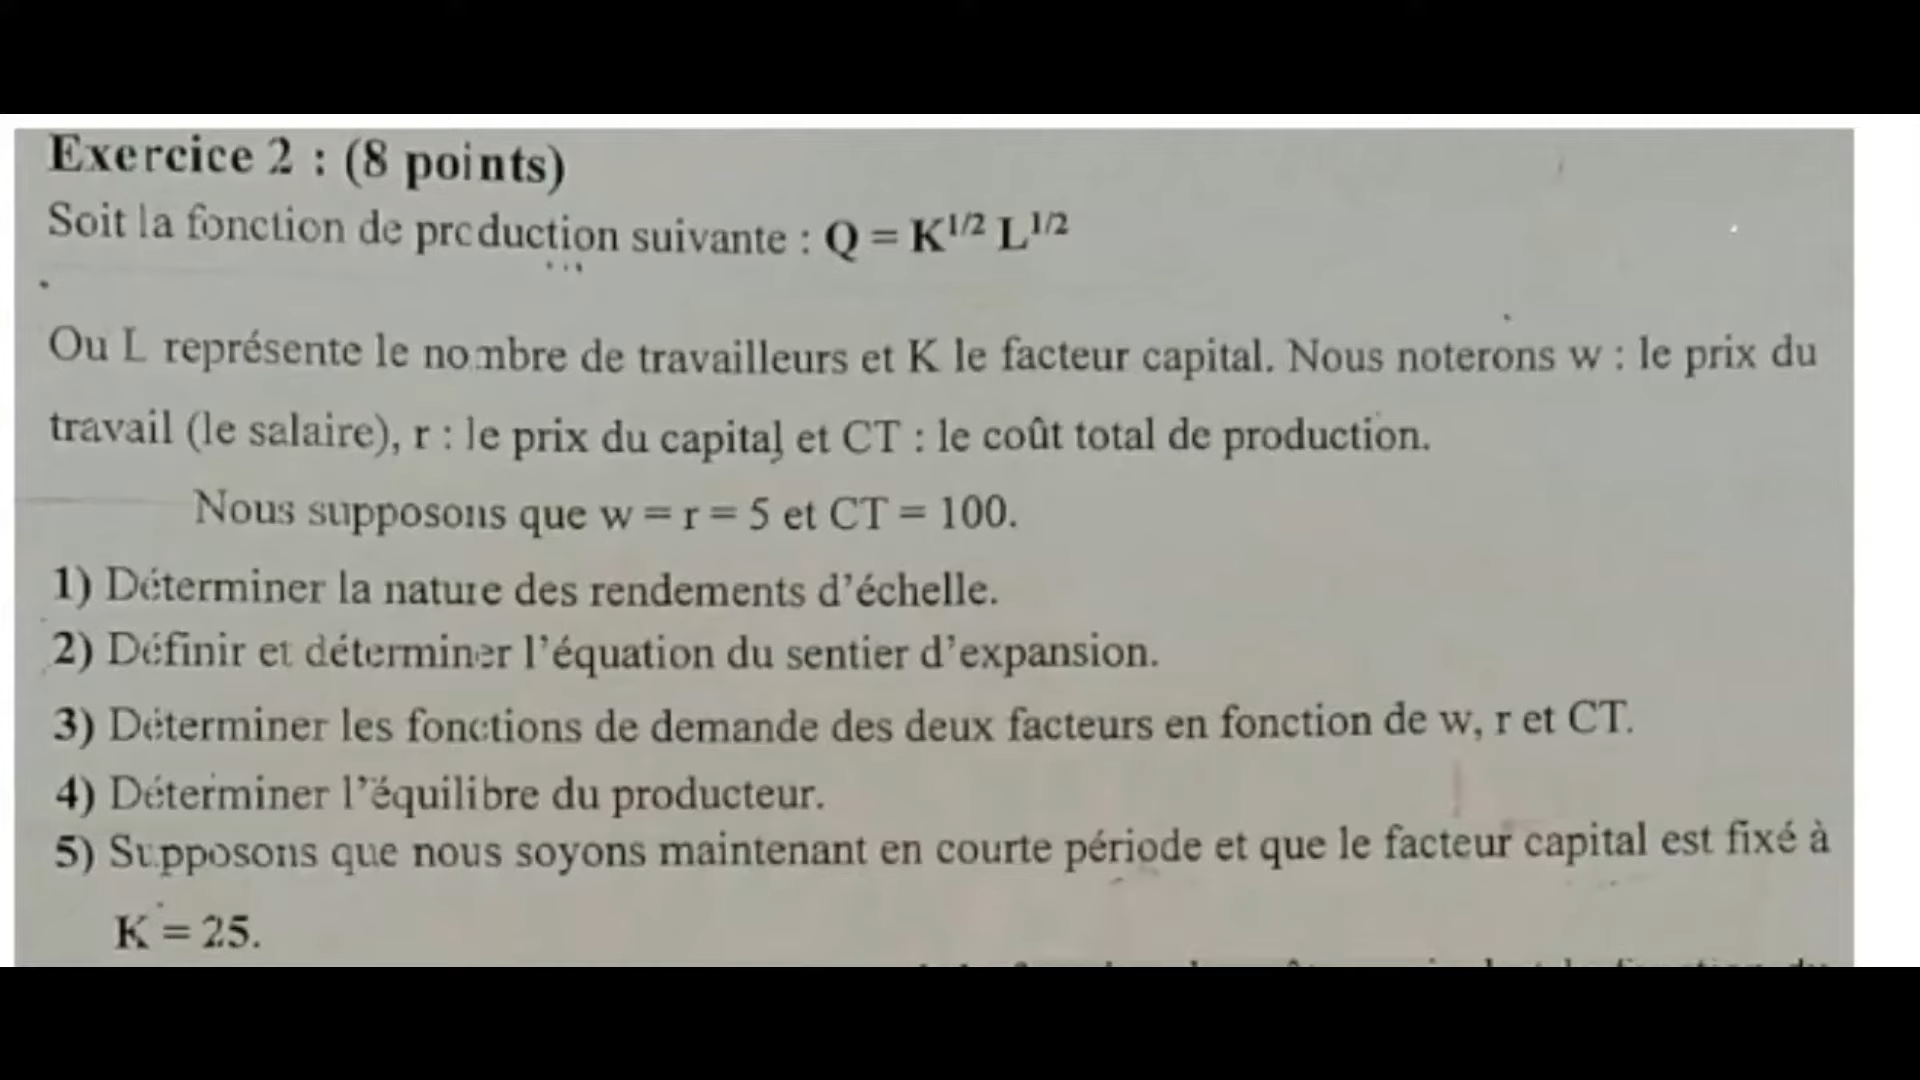 Exercice 2 : (8 points)
Soit la fonction de production suivante : Q = K^1/2 L^1/2
Ou L représente le nombre de travailleurs et K le facteur capital. Nous noterons w : le prix du
travail (le salaire), r : le prix du capital et CT : le coût total de production.
Nous supposons que w = r = 5 et CT = 100.
1) Déterminer la nature des rendements d'échelle.
2) Définir et déterminer l'équation du sentier d'expansion.
3) Déterminer les fonctions de demande des deux facteurs en fonction de w, r et CT.
4) Déterminer l'équilibre du producteur.
5) Supposons que nous soyons maintenant en courte période et que le facteur capital est fixé à
K = 25.